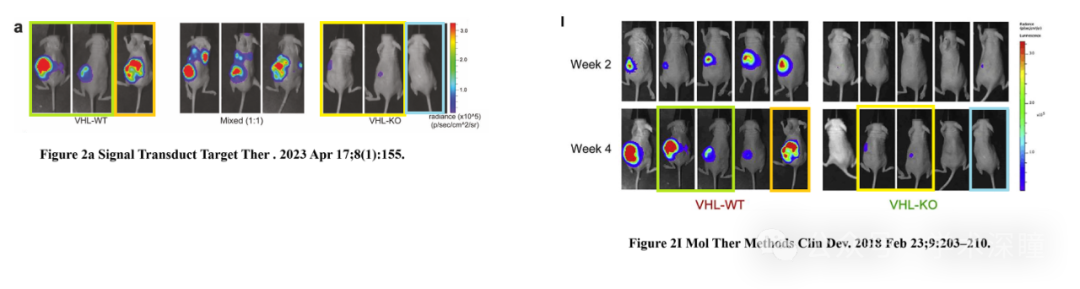 a
3.0
2.0
1.0
radiance (x10^5)
(p/sec/cm^2/sr)
VHL-WT
Mixed (1:1)
VHL-KO
Figure 2a Signal Transduct Target Ther . 2023 Apr 17;8(1):155.
I
Week 2
Week 4
VHL-WT
VHL-KO
Figure 2I Mol Ther Methods Clin Dev. 2018 Feb 23;9:203–210.